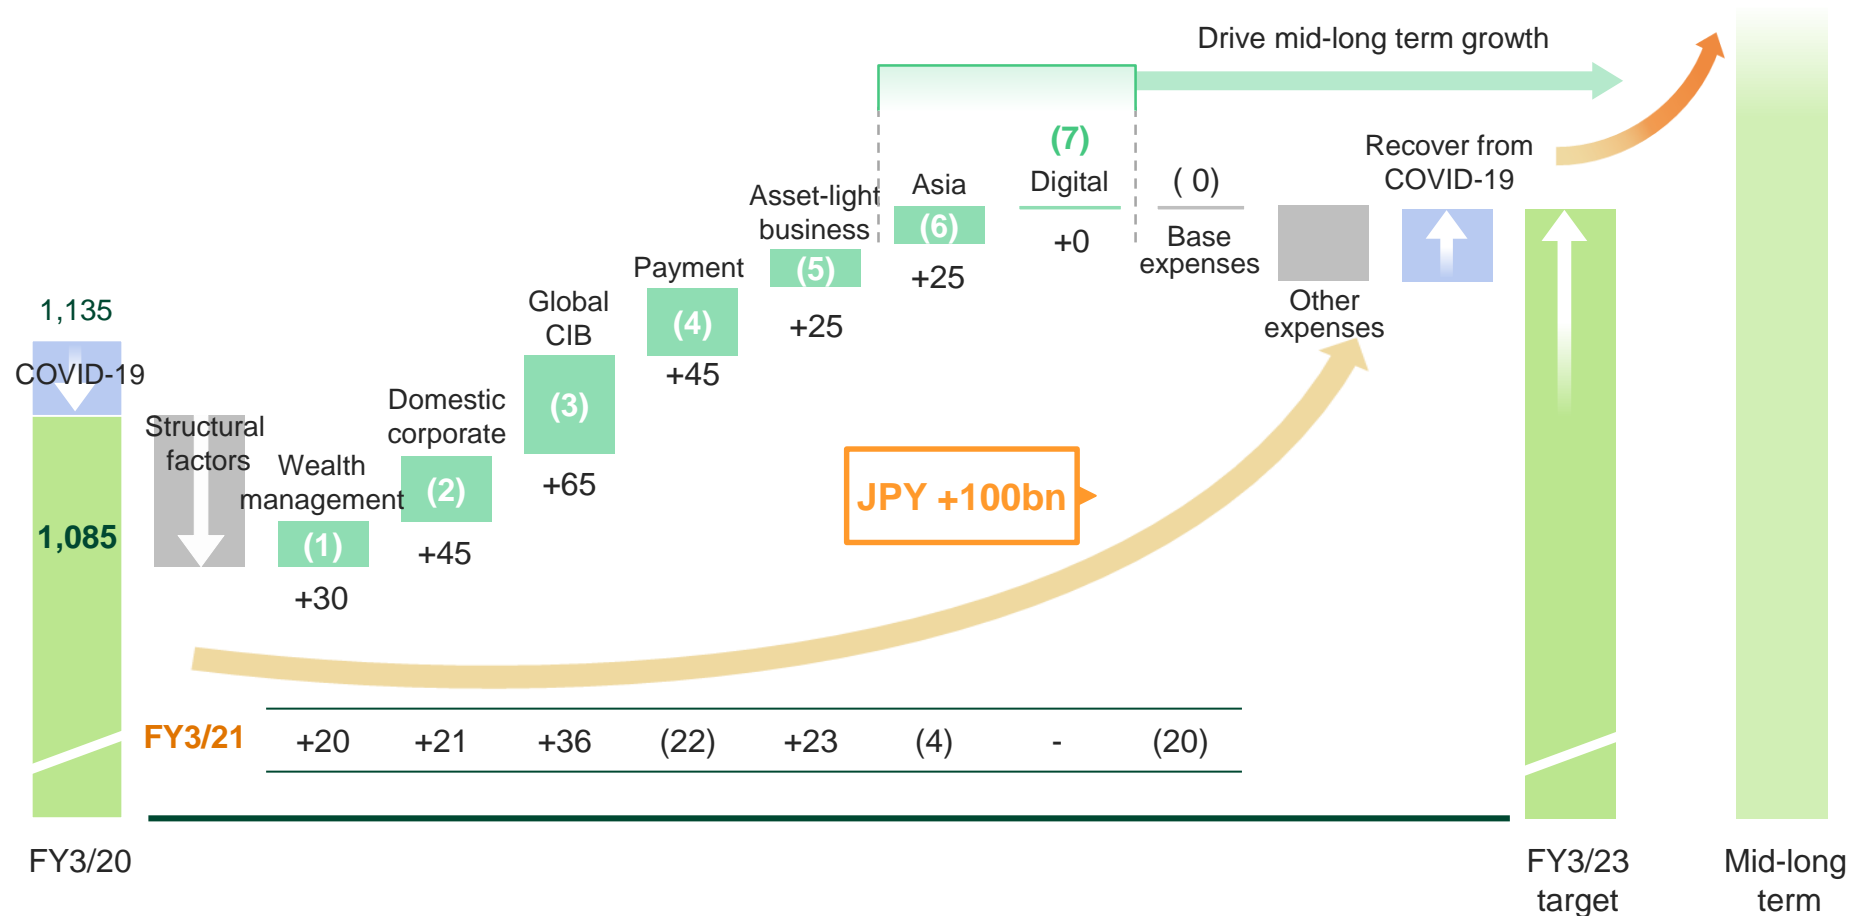 Drive mid-long term growth
1,135
COVID-19
1,085
Structural
factors
Wealth
management
(1)
+30
Domestic
corporate
(2)
+45
Global
CIB
(3)
+65
Payment
(4)
+45
Asset-light
business
(5)
+25
Asia
(6)
+25
(7)
Digital
+0
( 0)
Base
expenses
Other
expenses
Recover from
COVID-19
JPY +100bn
FY3/21 +20 +21 +36 (22) +23 (4) - (20)
FY3/20
FY3/23
target
Mid-long
term